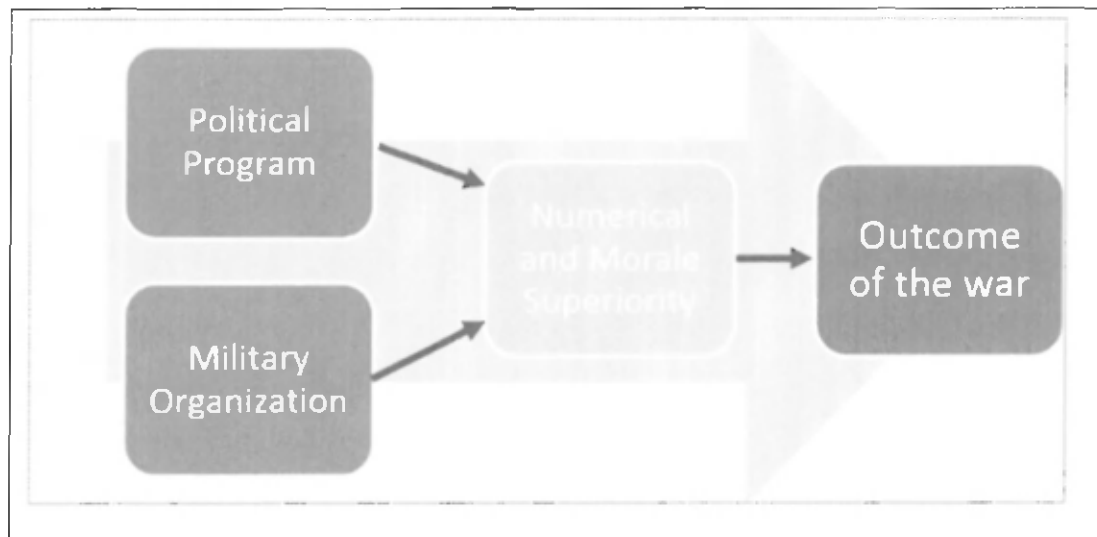 Political
Program
Numerical
and Morale
Superiority
Military
Organization
Outcome
of the war